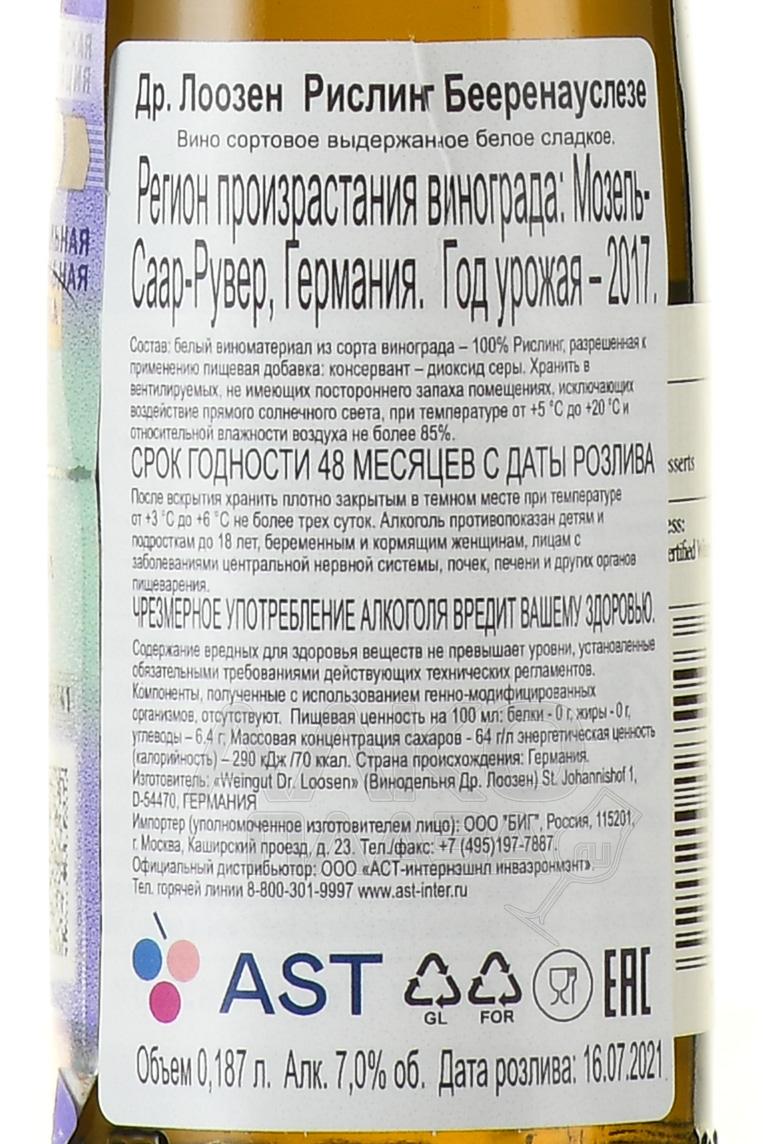 Др. Лоозен Рислинг Бееренауслезе
Вино сортовое выдержанное белое сладкое.
Регион произрастания винограда: Мозель-
Саар-Рувер, Германия. Год урожая – 2017.
Состав: белый виноматериал из сорта винограда – 100% Рислинг, разрешенная к
применению пищевая добавка: консервант – диоксид серы. Хранить в
вентилируемых, не имеющих постороннего запаха помещениях, исключающих
воздействие прямого солнечного света, при температуре от +5 °С до +20 °С и
относительной влажности воздуха не более 85%.
СРОК ГОДНОСТИ 48 МЕСЯЦЕВ С ДАТЫ РОЗЛИВА
После вскрытия хранить плотно закрытым в темном месте при температуре
от +3 °С до +6 °С не более трех суток. Алкоголь противопоказан детям и
подросткам до 18 лет, беременным и кормящим женщинам, лицам с
заболеваниями центральной нервной системы, почек, печени и других органов
пищеварения.
ЧРЕЗМЕРНОЕ УПОТРЕБЛЕНИЕ АЛКОГОЛЯ ВРЕДИТ ВАШЕМУ ЗДОРОВЬЮ.
Содержание вредных для здоровья веществ не превышает уровни, установленные
обязательными требованиями действующих технических регламентов.
Компоненты, полученные с использованием генно-модифицированных
организмов, отсутствуют. Пищевая ценность на 100 мл: белки - 0 г, жиры - 0 г,
углеводы – 6,4 г, Массовая концентрация сахаров - 64 г/л энергетическая ценность
(калорийность) – 290 кДж /70 ккал. Страна происхождения: Германия.
Изготовитель: «Weingut Dr. Loosen» (Винодельня Др. Лоозен) St. Johannishof 1,
D-54470, ГЕРМАНИЯ
Импортер (уполномоченное изготовителем лицо): ООО "БИГ", Россия, 115201,
г. Москва, Каширский проезд, д. 23. Тел./факс: +7 (495)197-7887.
Официальный дистрибьютор: ООО «АСТ-интернэшнл инваэронмэнт».
Тел. горячей линии 8-800-301-9997 www.ast-inter.ru
AST
GL
FOR
EAC
Объем 0,187 л. Алк. 7,0% об. Дата розлива: 16.07.2021